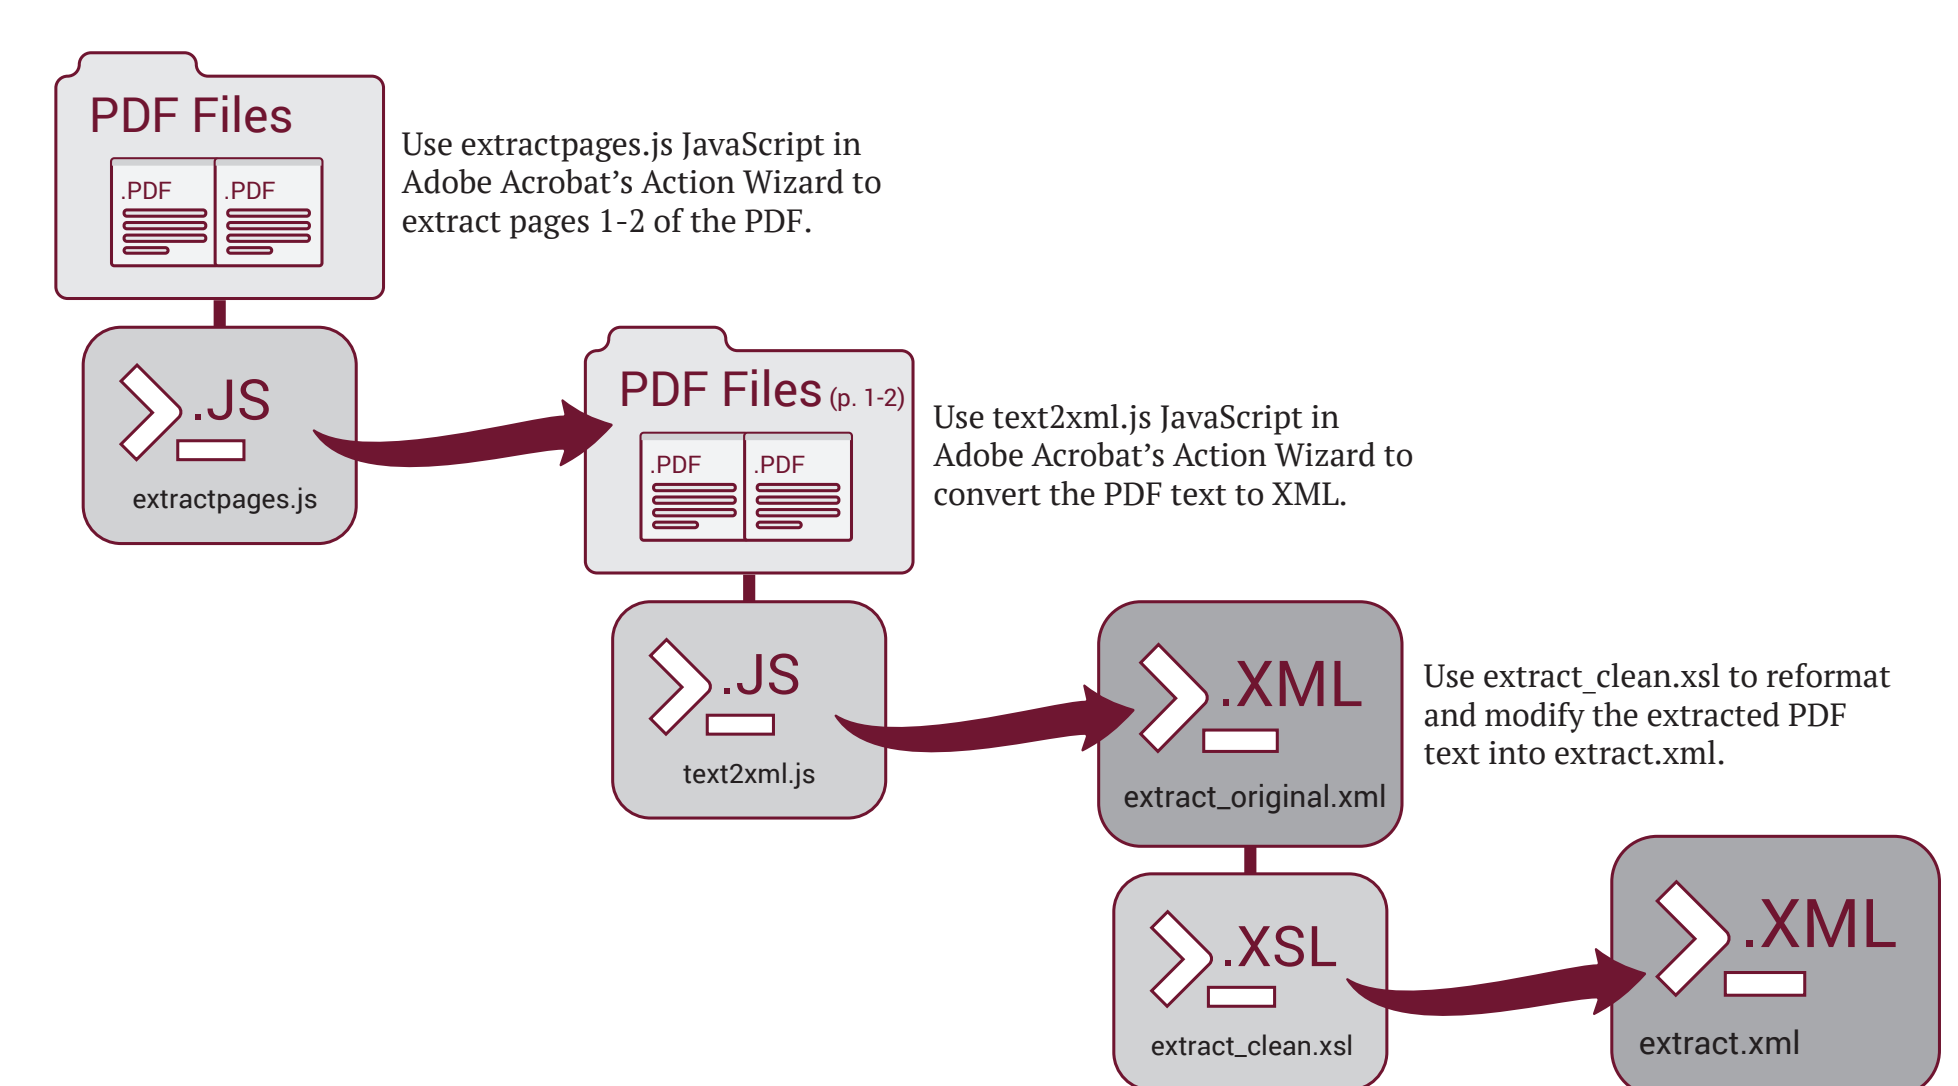 PDF Files
.PDF
.PDF
Use extractpages.js JavaScript in
Adobe Acrobat’s Action Wizard to
extract pages 1-2 of the PDF.
.JS
extractpages.js
PDF Files (p. 1-2)
.PDF
.PDF
Use text2xml.js JavaScript in
Adobe Acrobat’s Action Wizard to
convert the PDF text to XML.
.JS
text2xml.js
.XML
extract_original.xml
Use extract_clean.xsl to reformat
and modify the extracted PDF
text into extract.xml.
.XSL
extract_clean.xsl
.XML
extract.xml